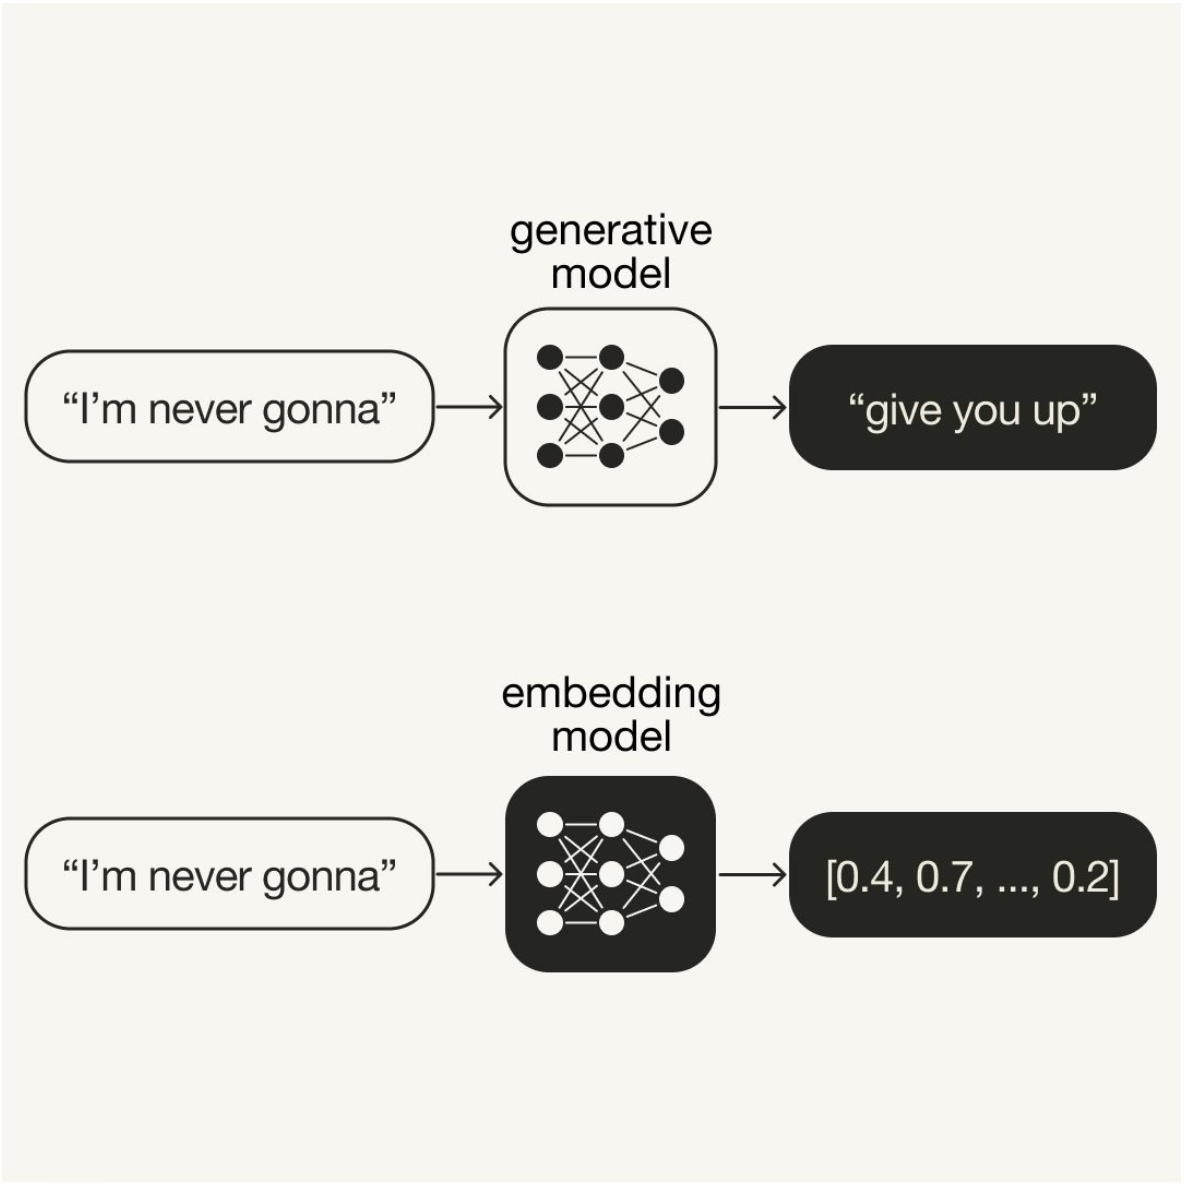 generative
model
“I’m never gonna”
“give you up”
embedding
model
“I’m never gonna”
[0.4, 0.7, ..., 0.2]